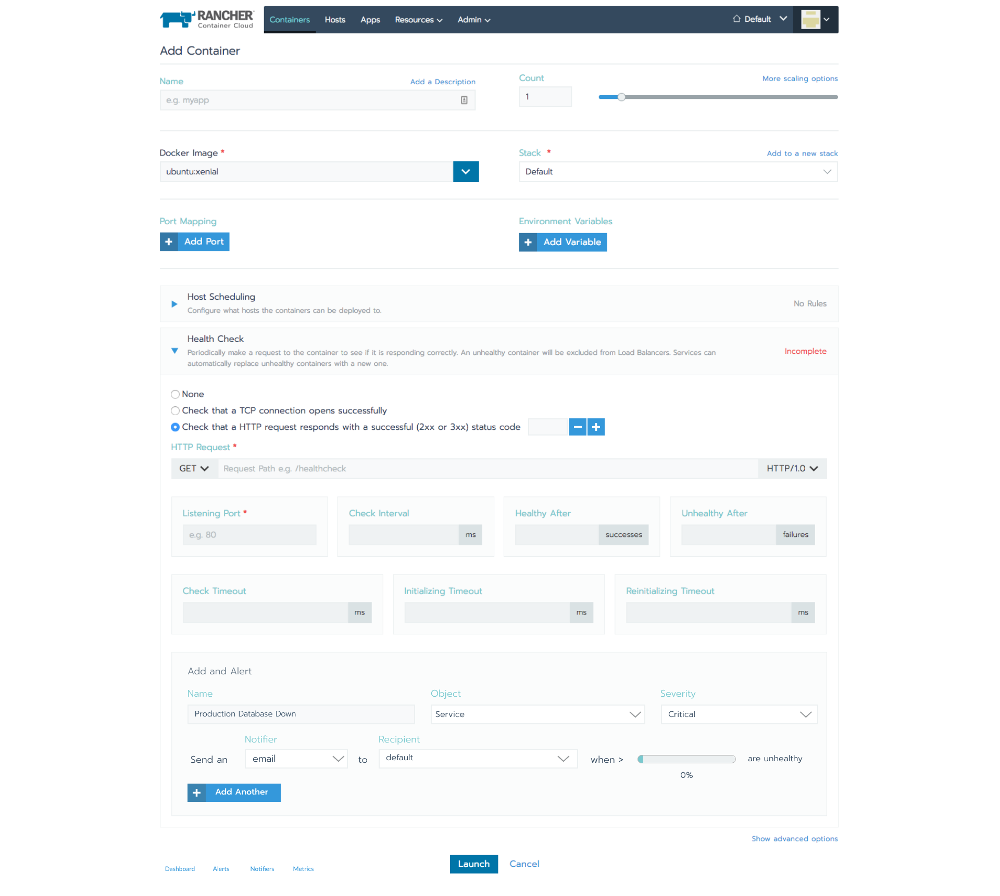 RANCHER
Container Cloud
Containers Hosts Apps Resources Admin Default
Add Container
Name Add a Description Count More scaling options
e.g. myapp 1
Docker Image * Stack * Add to a new stack
ubuntu:xenial Default
Port Mapping Environment Variables
+ Add Port + Add Variable
Host Scheduling
Configure what hosts the containers can be deployed to. No Rules
Health Check
Periodically make a request to the container to see if it is responding correctly. An unhealthy container will be excluded from Load Balancers. Services can Incomplete
automatically replace unhealthy containers with a new one.
None
Check that a TCP connection opens successfully
Check that a HTTP request responds with a successful (2xx or 3xx) status code − +
HTTP Request *
GET Request Path e.g. /healthcheck HTTP/1.0
Listening Port * Check Interval Healthy After Unhealthy After
e.g. 80 ms successes failures
Check Timeout Initializing Timeout Reinitializing Timeout
ms ms ms
Add and Alert
Name Object Severity
Production Database Down Service Critical
Notifier Recipient
Send an email to default when > are unhealthy
0%
+ Add Another
Show advanced options
Launch Cancel
Dashboard Alerts Notifiers Metrics